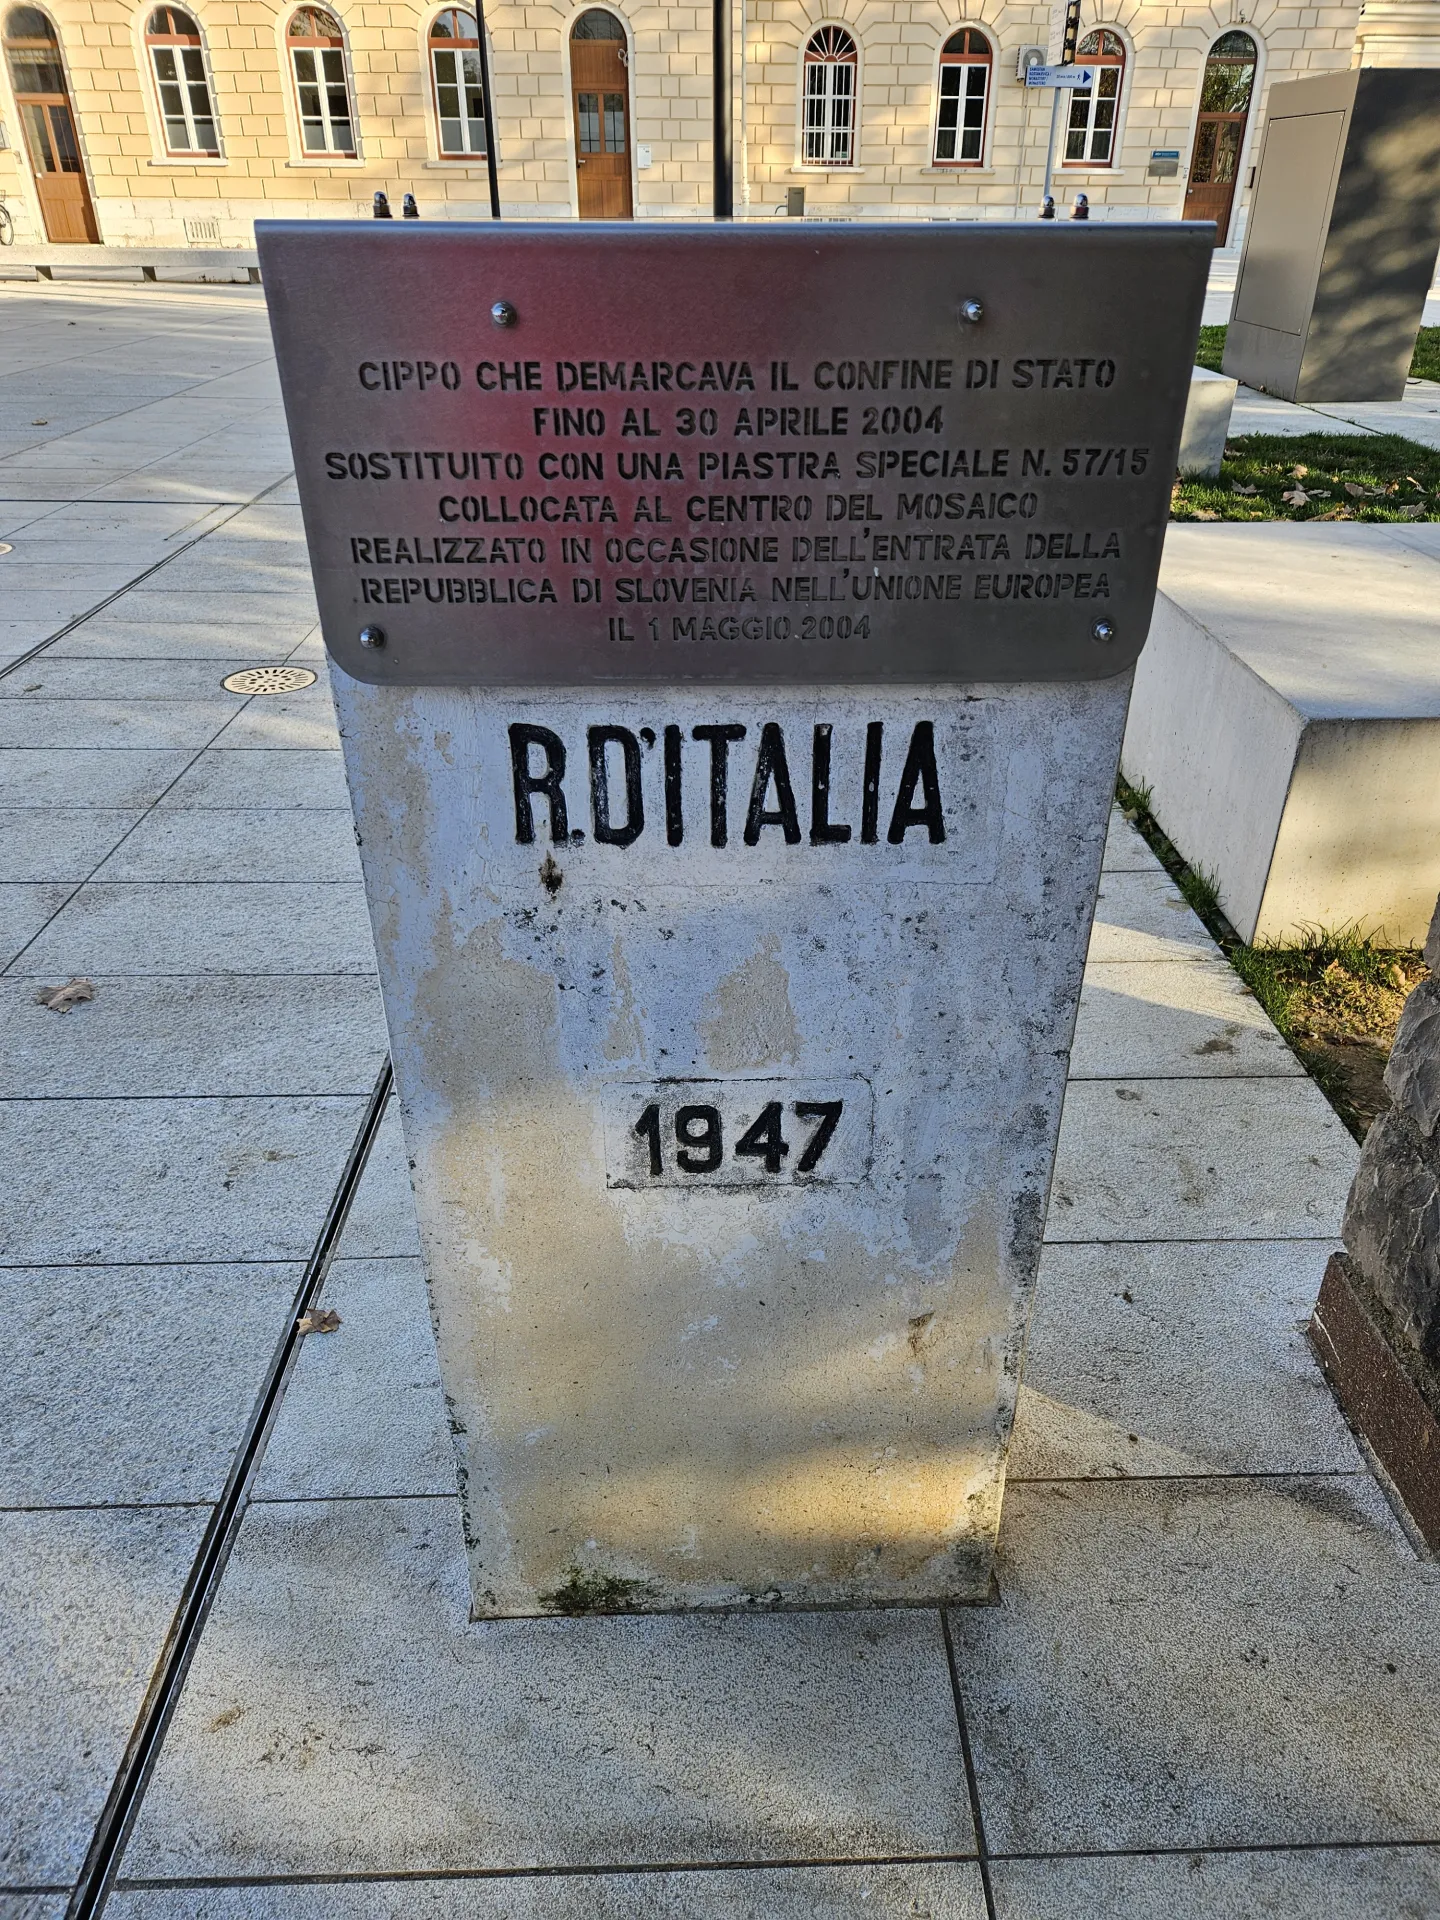 CIPPO CHE DEMARCAVA IL CONFINE DI STATO
FINO AL 30 APRILE 2004
SOSTITUITO CON UNA PIASTRA SPECIALE N. 57/15
COLLOCATA AL CENTRO DEL MOSAICO
REALIZZATO IN OCCASIONE DELL'ENTRATA DELLA
REPUBBLICA DI SLOVENIA NELL'UNIONE EUROPEA
IL 1 MAGGIO 2004
R.D'ITALIA
1947